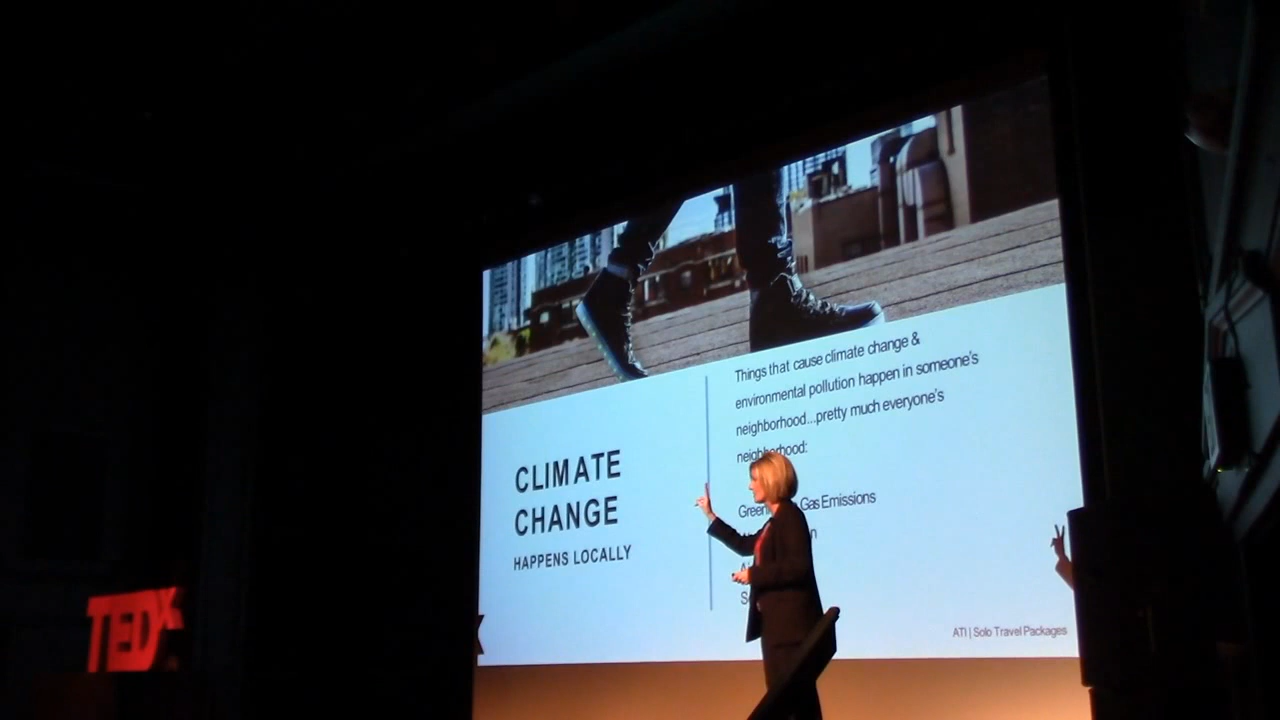 CLIMATE
CHANGE
HAPPENS LOCALLY
Things that cause climate change &
environmental pollution happen in someone's
neighborhood...pretty much everyone's
neighborhood:
Gas Emissions
ATI | Solo Travel Packages
TEDx